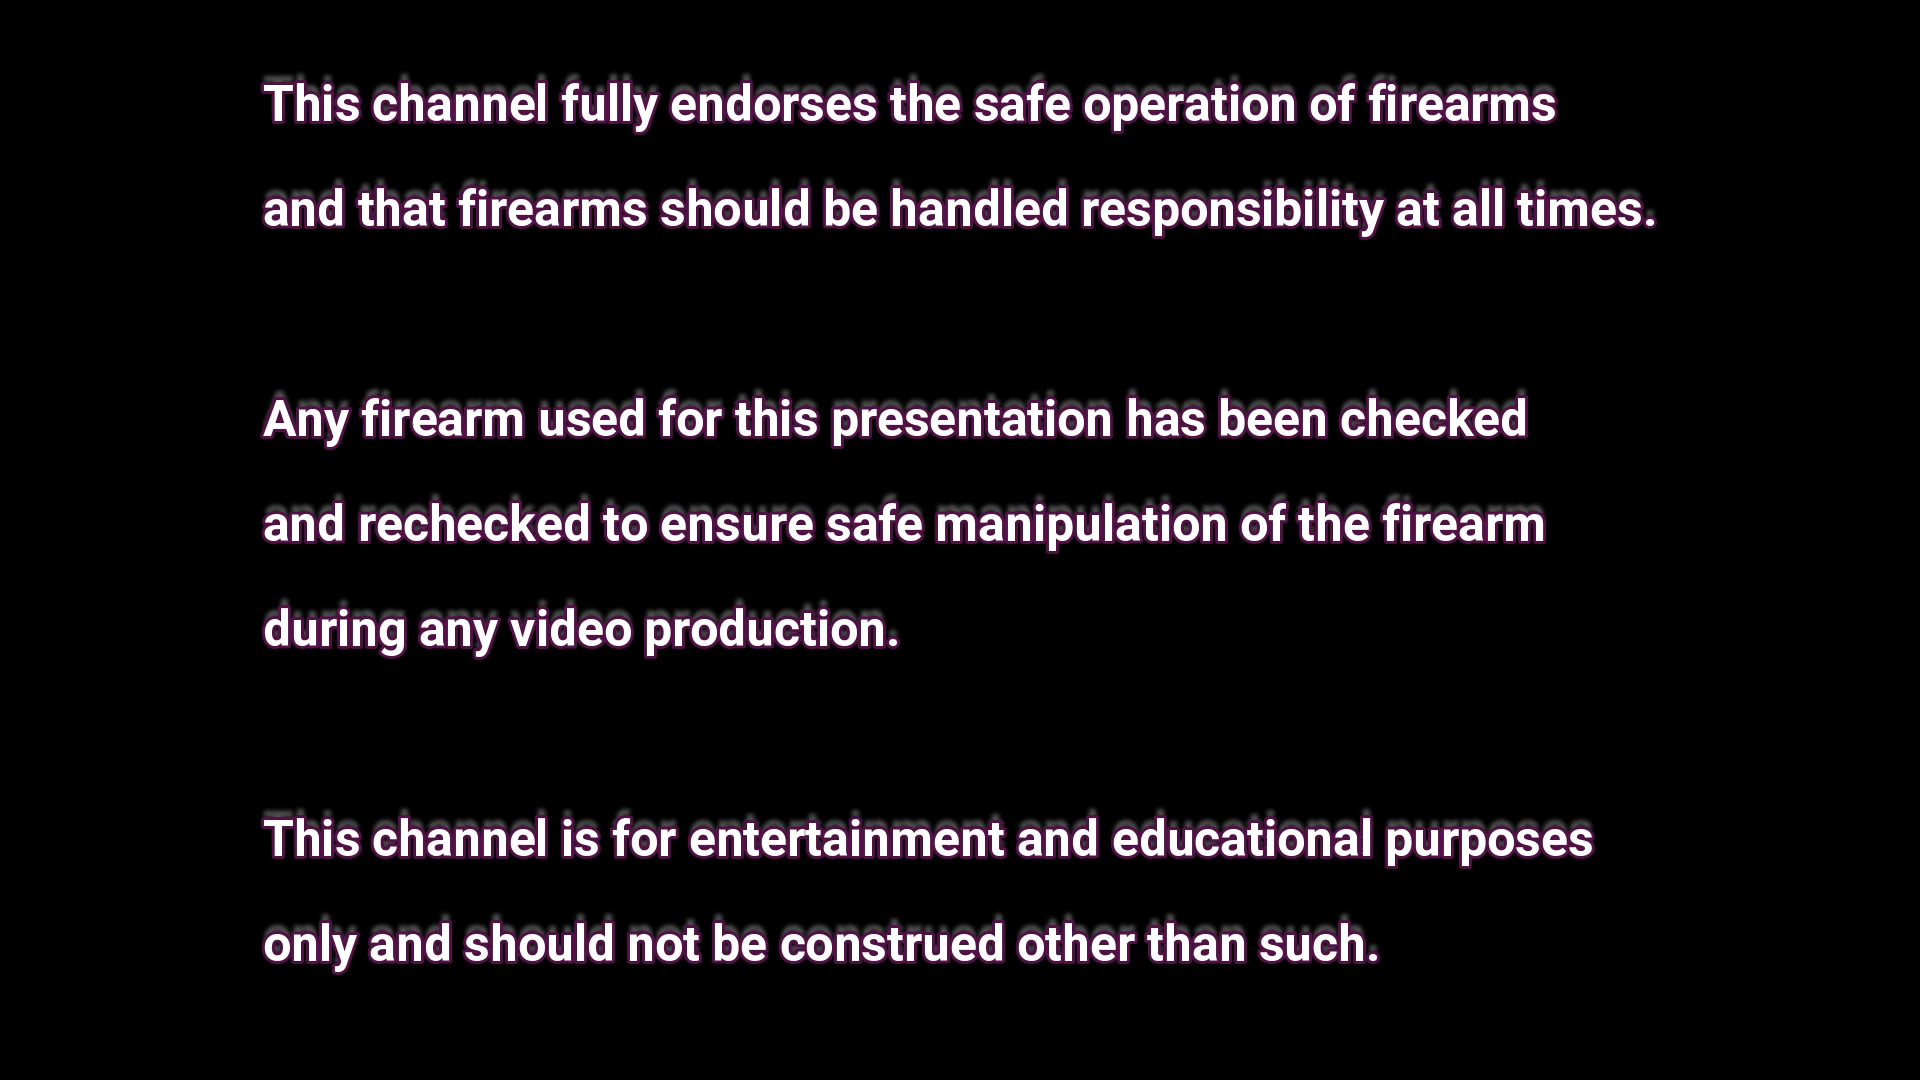 This channel fully endorses the safe operation of firearms
and that firearms should be handled responsibility at all times.
Any firearm used for this presentation has been checked
and rechecked to ensure safe manipulation of the firearm
during any video production.
This channel is for entertainment and educational purposes
only and should not be construed other than such.